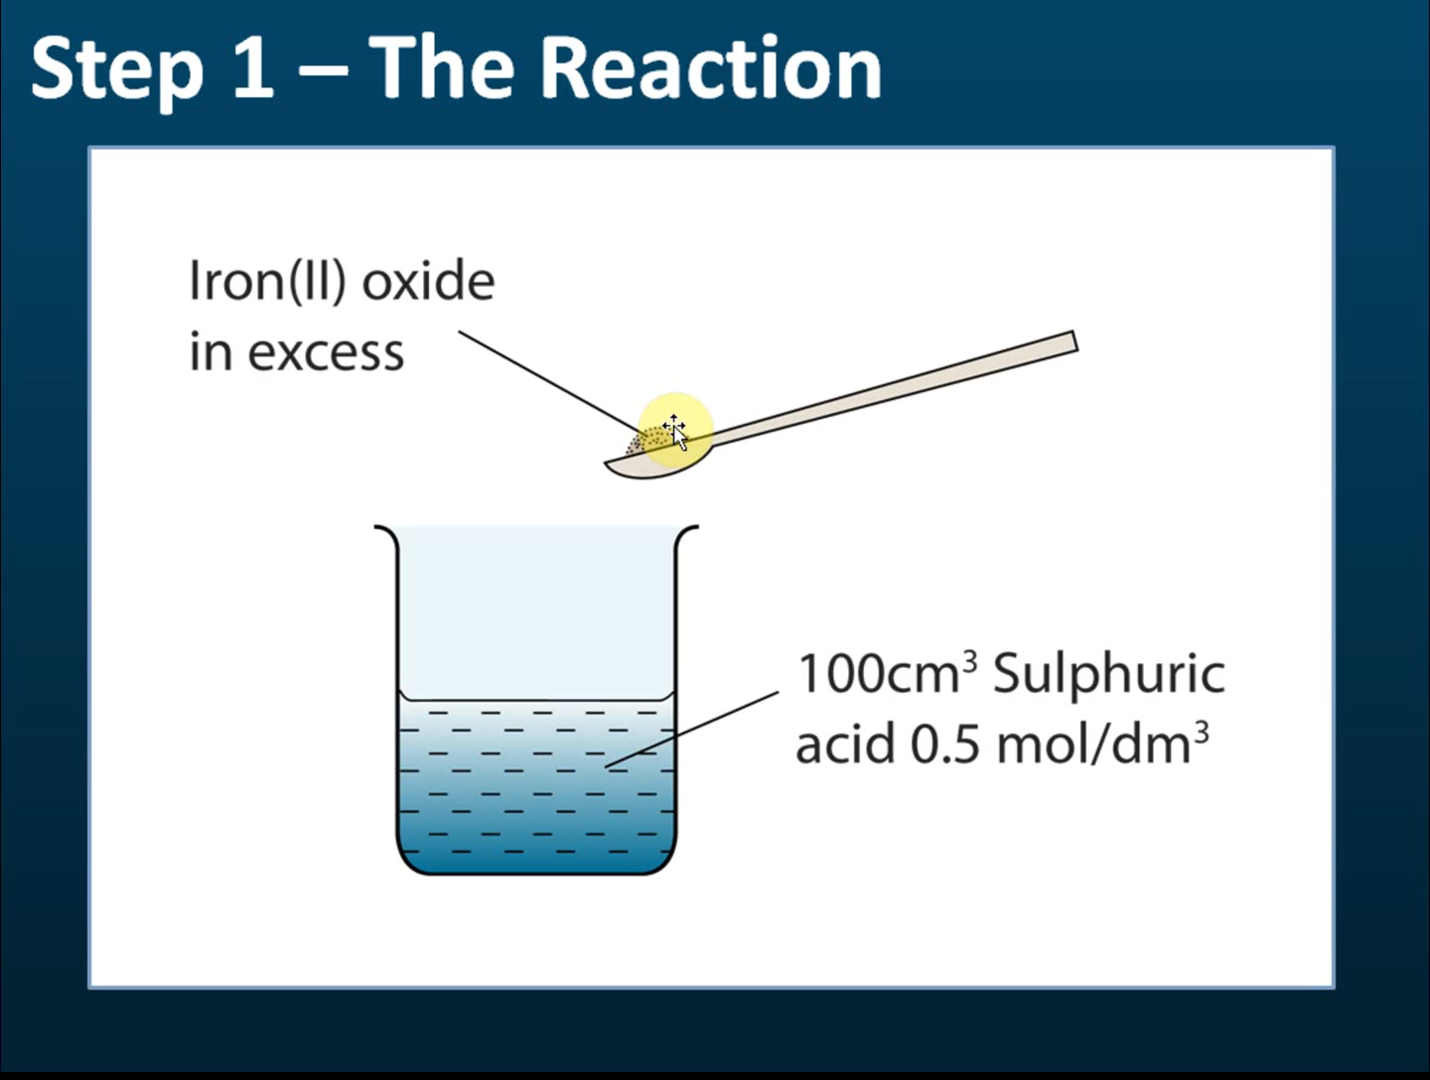 Step 1 – The Reaction
Iron(II) oxide
in excess
100cm³ Sulphuric
acid 0.5 mol/dm³